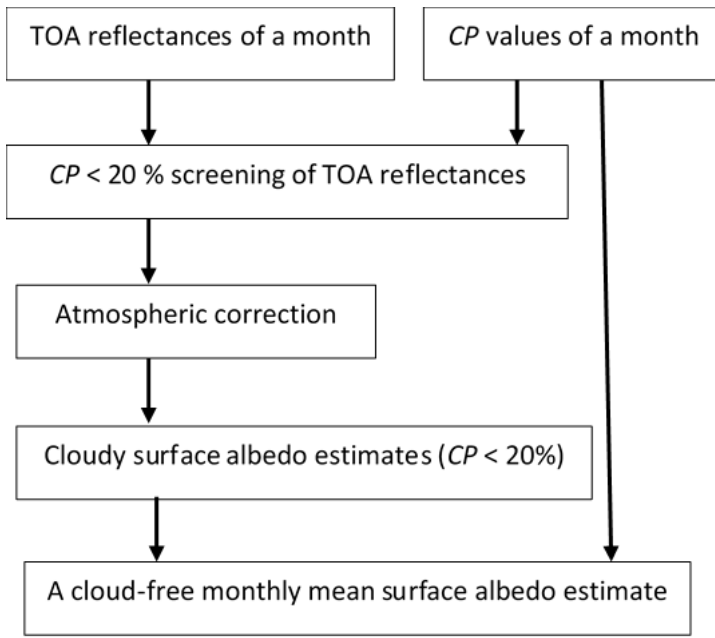 TOA reflectances of a month
CP values of a month
CP < 20 % screening of TOA reflectances
Atmospheric correction
Cloudy surface albedo estimates (CP < 20%)
A cloud-free monthly mean surface albedo estimate